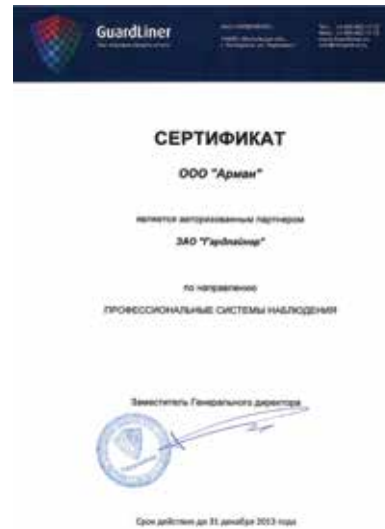 GuardLiner
СЕРТИФИКАТ
ООО "Арман"
является авторизованным партнером
ЗАО "Гардлайнер"
по направлению
ПРОФЕССИОНАЛЬНЫЕ СИСТЕМЫ НАБЛЮДЕНИЯ
Заместитель Генерального директора
Срок действия до 31 декабря 2013 года